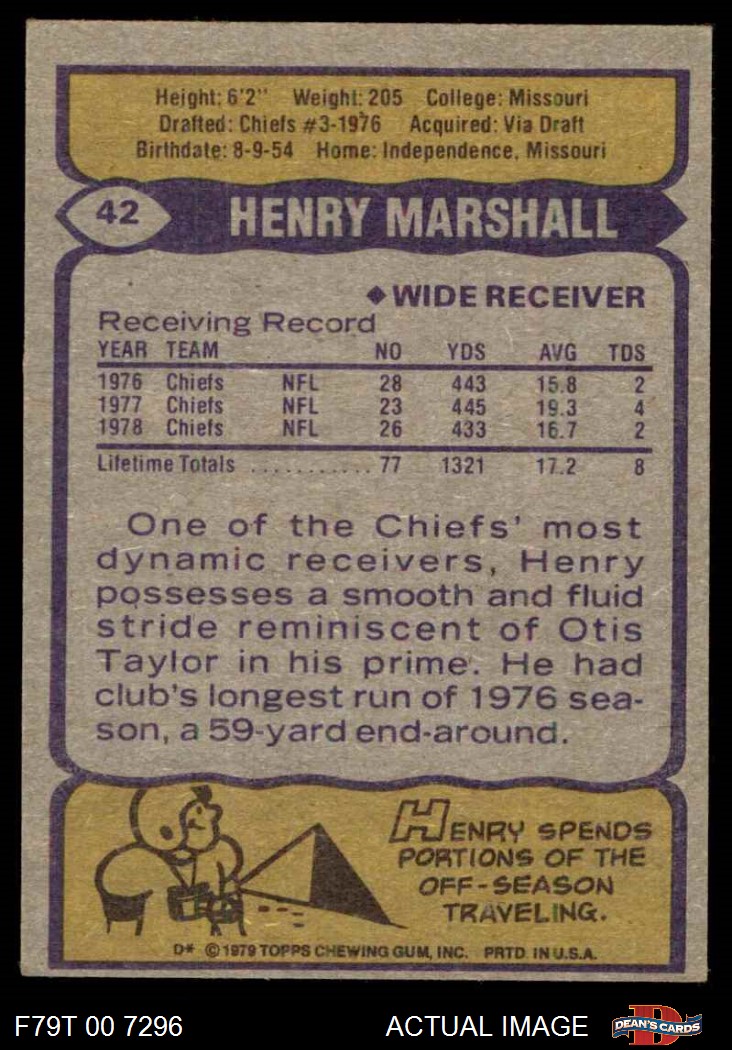 Height: 6'2" Weight: 205 College: Missouri
Drafted: Chiefs #3-1976 Acquired: Via Draft
Birthdate: 8-9-54 Home: Independence, Missouri
42 HENRY MARSHALL
◆WIDE RECEIVER
Receiving Record
YEAR TEAM NO YDS AVG TDS
1976 Chiefs NFL 28 443 15.8 2
1977 Chiefs NFL 23 445 19.3 4
1978 Chiefs NFL 26 433 16.7 2
Lifetime Totals ........... 77 1321 17.2 8
One of the Chiefs' most
dynamic receivers, Henry
possesses a smooth and fluid
stride reminiscent of Otis
Taylor in his prime. He had
club's longest run of 1976 sea-
son, a 59-yard end-around.
HENRY SPENDS
PORTIONS OF THE
OFF-SEASON
TRAVELING.
D* © 1979 TOPPS CHEWING GUM, INC. PRTD. IN U.S.A.
F79T 00 7296 ACTUAL IMAGE D DEAN'S CARDS